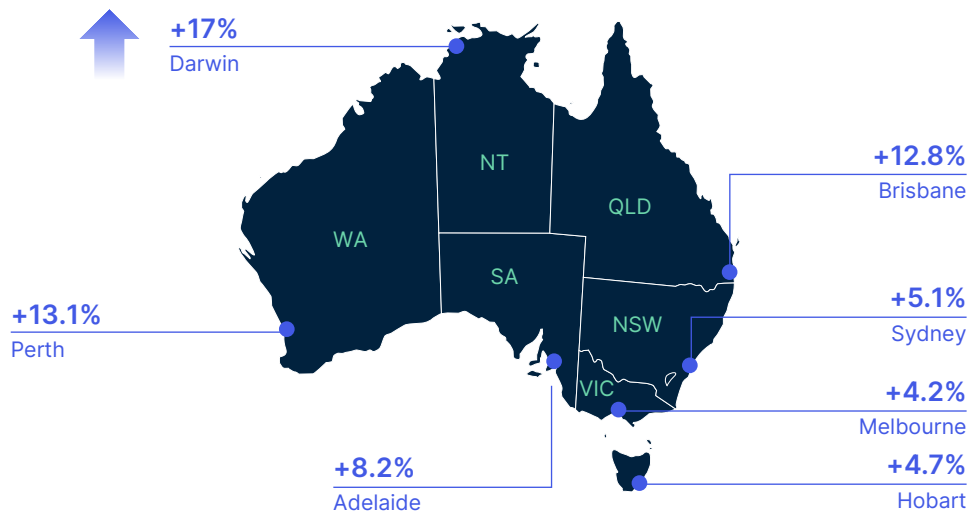 +17%
Darwin
NT
+12.8%
Brisbane
QLD
WA
SA
+5.1%
Sydney
+13.1%
Perth
NSW
VIC
+4.2%
Melbourne
+8.2%
Adelaide
+4.7%
Hobart